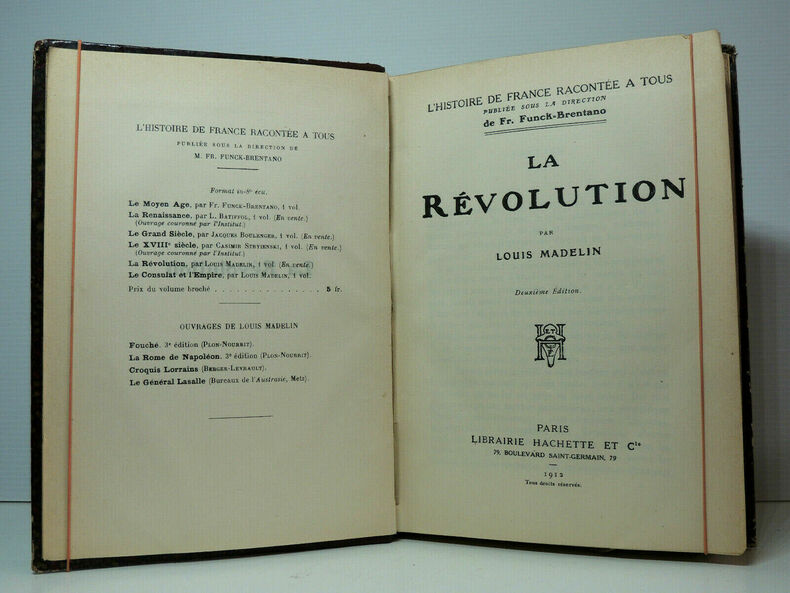 L'HISTOIRE DE FRANCE RACONTÉE A TOUS
PUBLIÉE SOUS LA DIRECTION DE
M. FR. FUNCK-BRENTANO
Format in-8º écu.
Le Moyen Age, par FR. FUNCK-BRENTANO, 1 vol.
La Renaissance, par L. BATIFFOL, 1 vol. (En vente.)
(Ouvrage couronné par l'Institut.)
Le Grand Siècle, par JACQUES BOULENGER, 1 vol. (En vente.)
Le XVIIIe siècle, par CASIMIR STRYIENSKI, 1 vol. (En vente.)
(Ouvrage couronné par l'Institut.)
La Révolution, par LOUIS MADELIN, 1 vol. (En vente.)
Le Consulat et l'Empire, par LOUIS MADELIN, 1 vol.
Prix du volume broché . . . . . . . . . . . . . . . 5 fr.
OUVRAGES DE LOUIS MADELIN
Fouché. 3e édition (PLON-NOURRIT).
La Rome de Napoléon. 3e édition (PLON-NOURRIT).
Croquis Lorrains (BERGER-LEVRAULT).
Le Général Lasalle (Bureaux de l'Austrasie, Metz).
L'HISTOIRE DE FRANCE RACONTÉE A TOUS
PUBLIÉE SOUS LA DIRECTION
de Fr. Funck-Brentano
LA
RÉVOLUTION
PAR
LOUIS MADELIN
Deuxième Édition.
PARIS
LIBRAIRIE HACHETTE ET Cie
79, BOULEVARD SAINT-GERMAIN, 79
1912
Tous droits réservés.